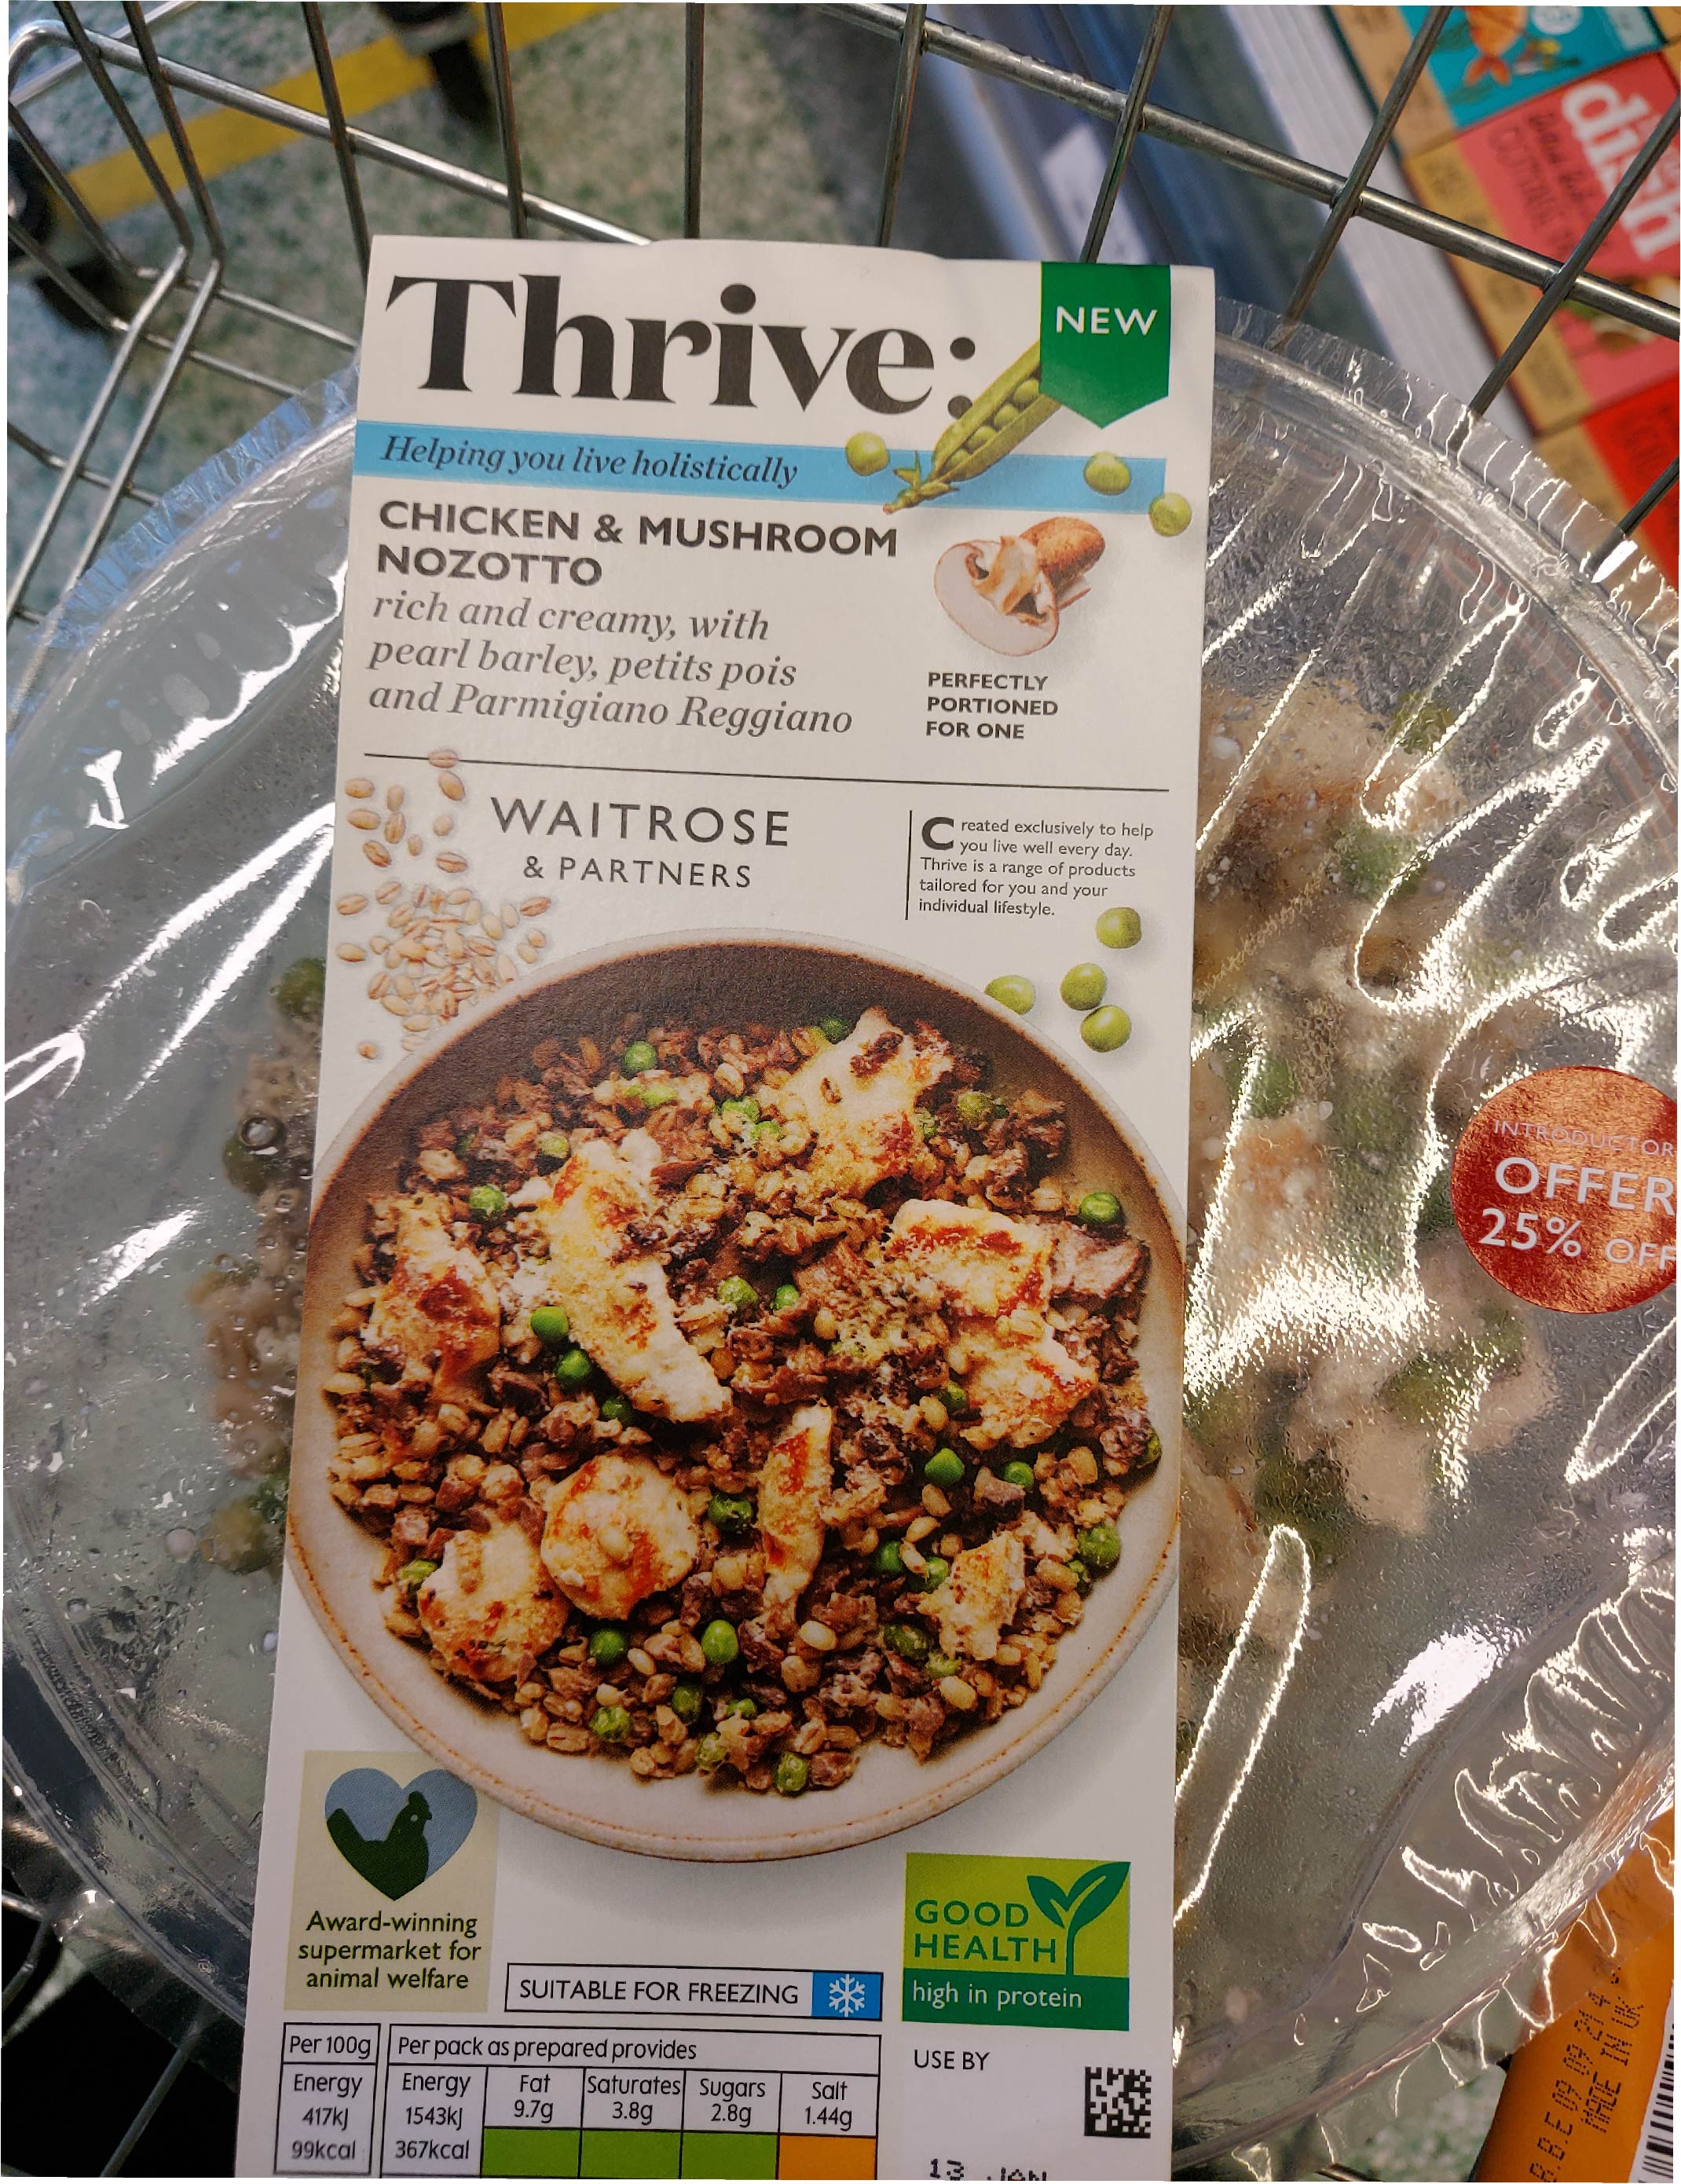 Thrive:
NEW
Helping you live holistically
CHICKEN & MUSHROOM
NOZOTTO
rich and creamy, with
pearl barley, petits pois
and Parmigiano Reggiano
PERFECTLY
PORTIONED
FOR ONE
WAITROSE
& PARTNERS
Created exclusively to help
you live well every day.
Thrive is a range of products
tailored for you and your
individual lifestyle.
INTRODUCTOR
OFFER
25% OFF
Award-winning
supermarket for
animal welfare
SUITABLE FOR FREEZING
GOOD
HEALTH
high in protein
Per 100g
Energy
417kJ
99kcal
Per pack as prepared provides
Energy
1543kJ
367kcal
Fat
9.7g
Saturates
3.8g
Sugars
2.8g
Salt
1.44g
USE BY
13 JAN
dish